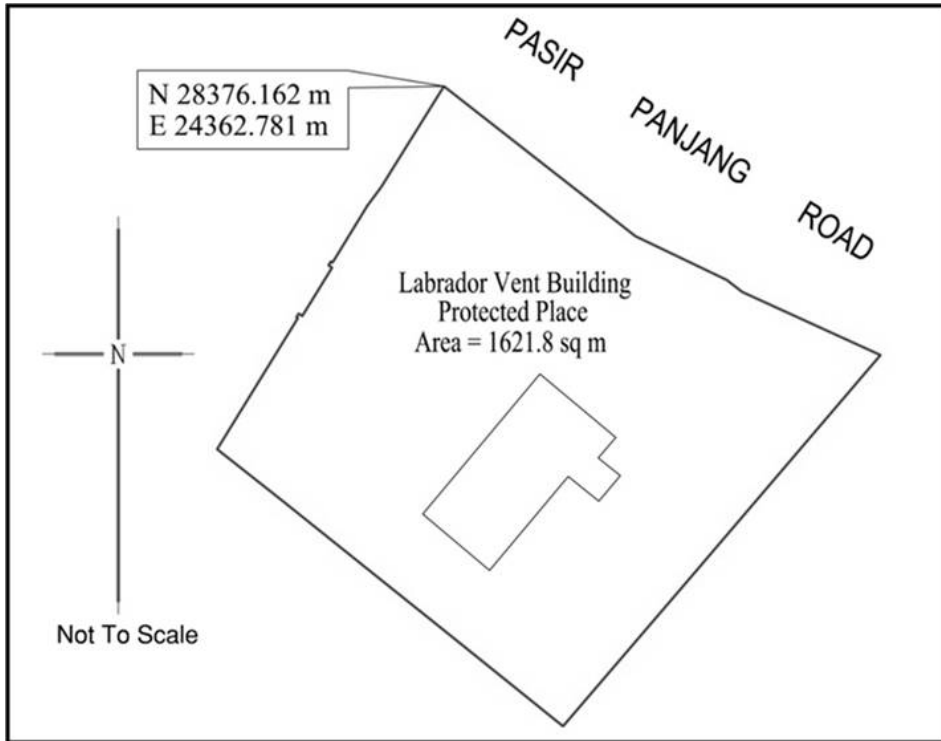 PASIR PANJANG ROAD
N 28376.162 m
E 24362.781 m
Labrador Vent Building
Protected Place
Area = 1621.8 sq m
N
Not To Scale